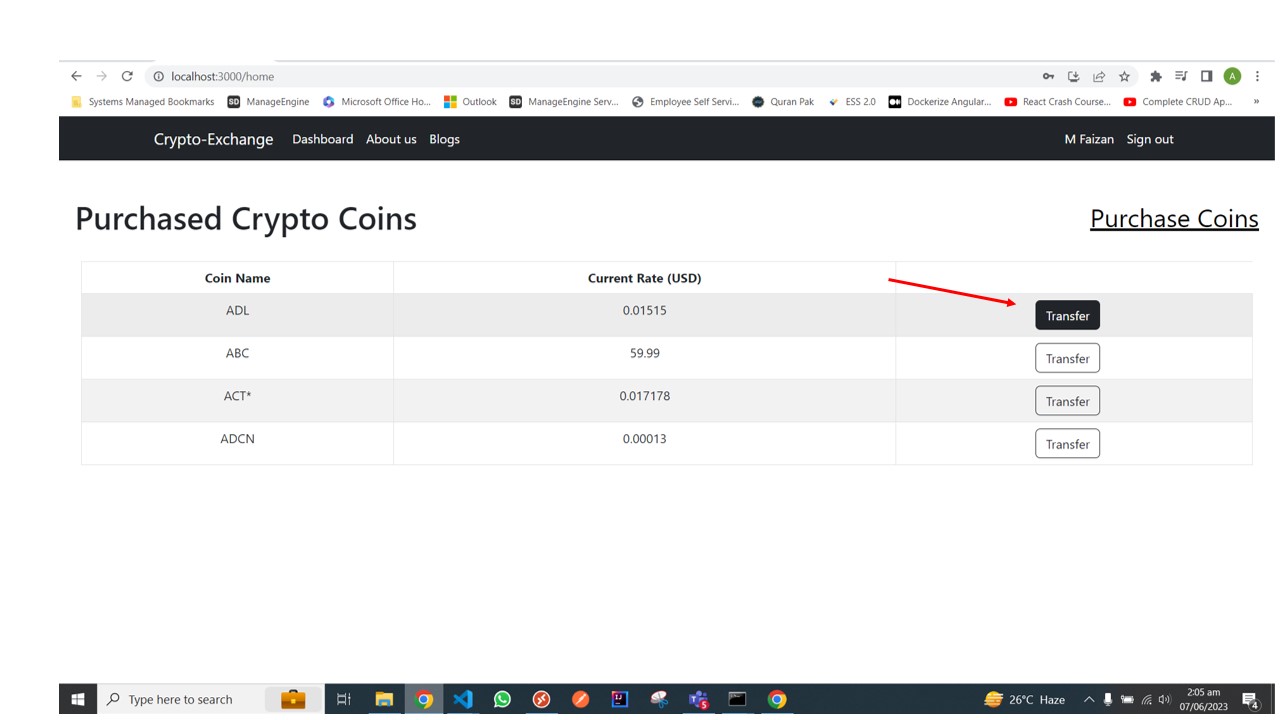 localhost:3000/home
A
Systems Managed Bookmarks SD ManageEngine Microsoft Office Ho... Outlook SD ManageEngine Serv... Employee Self Servi... Quran Pak ESS 2.0 Dockerize Angular... React Crash Course... Complete CRUD Ap... »
Crypto-Exchange Dashboard About us Blogs M Faizan Sign out
Purchased Crypto Coins Purchase Coins
Coin Name Current Rate (USD)
ADL 0.01515 Transfer
ABC 59.99 Transfer
ACT* 0.017178 Transfer
ADCN 0.00013 Transfer
Type here to search 26°C Haze 2:05 am
07/06/2023 4